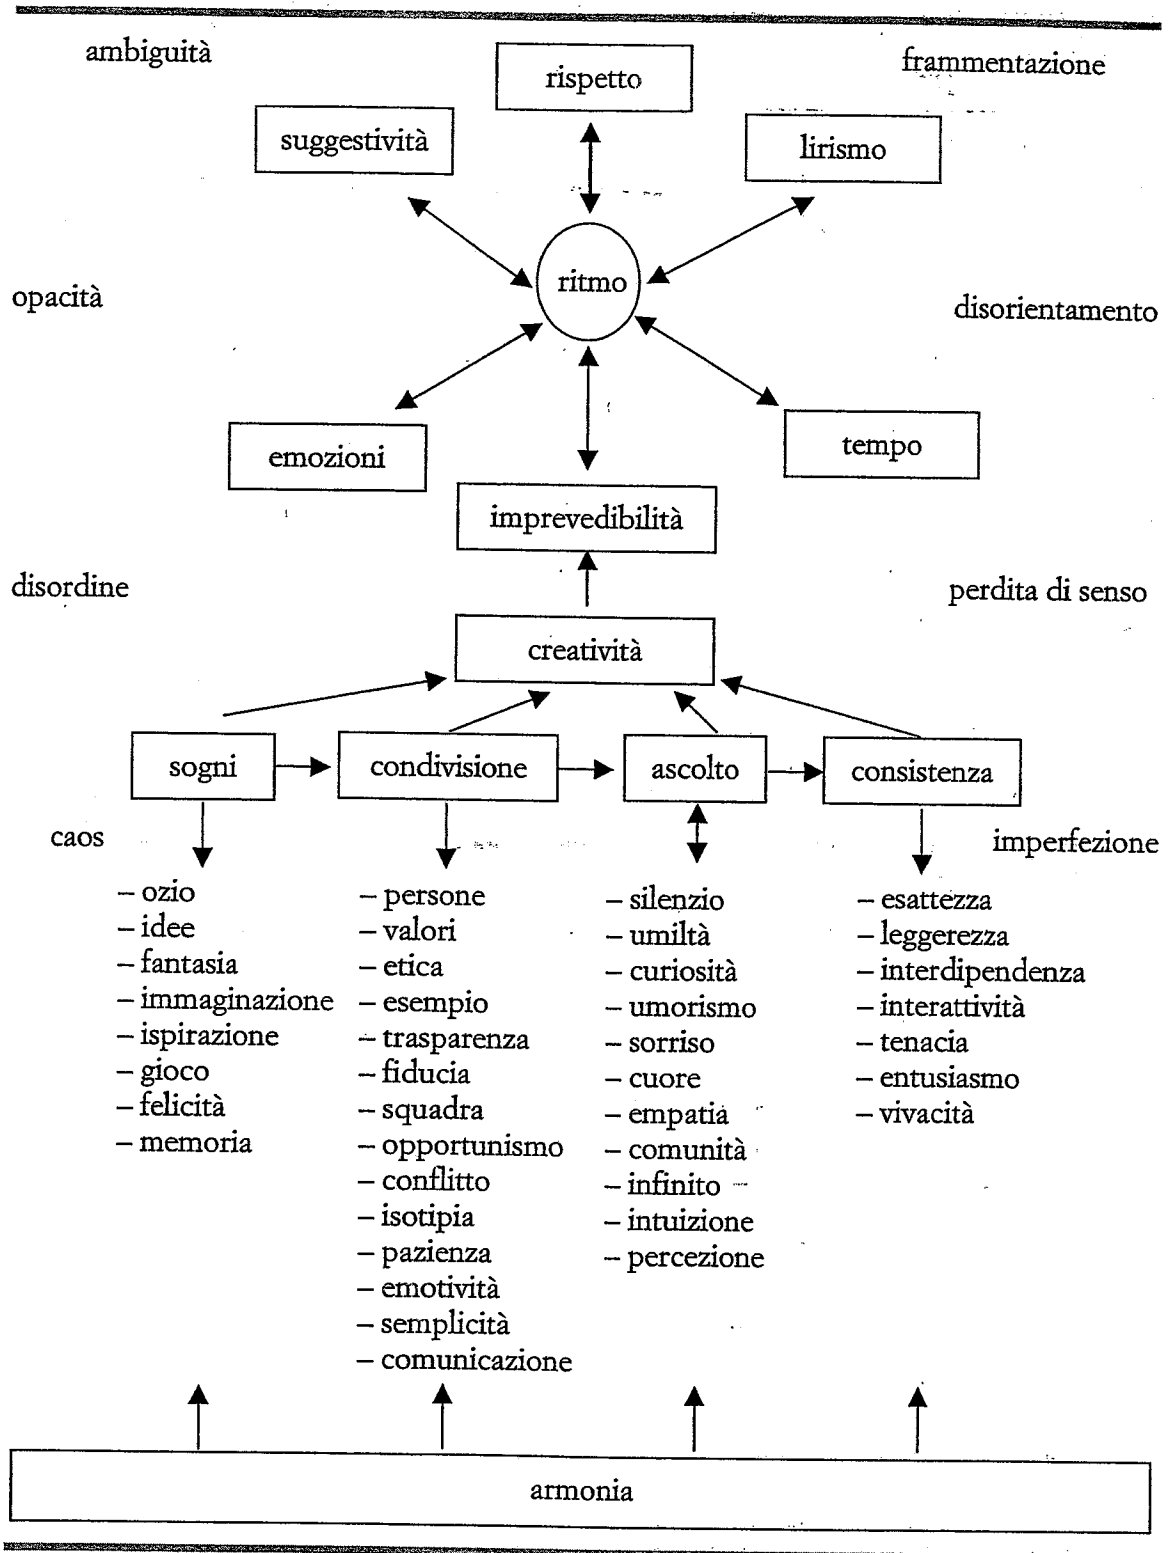 ambiguità
rispetto
frammentazione
suggestività
lirismo
ritmo
opacità
disorientamento
emozioni
tempo
imprevedibilità
disordine
perdita di senso
creatività
sogni
condivisione
ascolto
consistenza
caos
imperfezione
– ozio
– idee
– fantasia
– immaginazione
– ispirazione
– gioco
– felicità
– memoria
– persone
– valori
– etica
– esempio
– trasparenza
– fiducia
– squadra
– opportunismo
– conflitto
– isotipia
– pazienza
– emotività
– semplicità
– comunicazione
– silenzio
– umiltà
– curiosità
– umorismo
– sorriso
– cuore
– empatia
– comunità
– infinito
– intuizione
– percezione
– esattezza
– leggerezza
– interdipendenza
– interattività
– tenacia
– entusiasmo
– vivacità
armonia